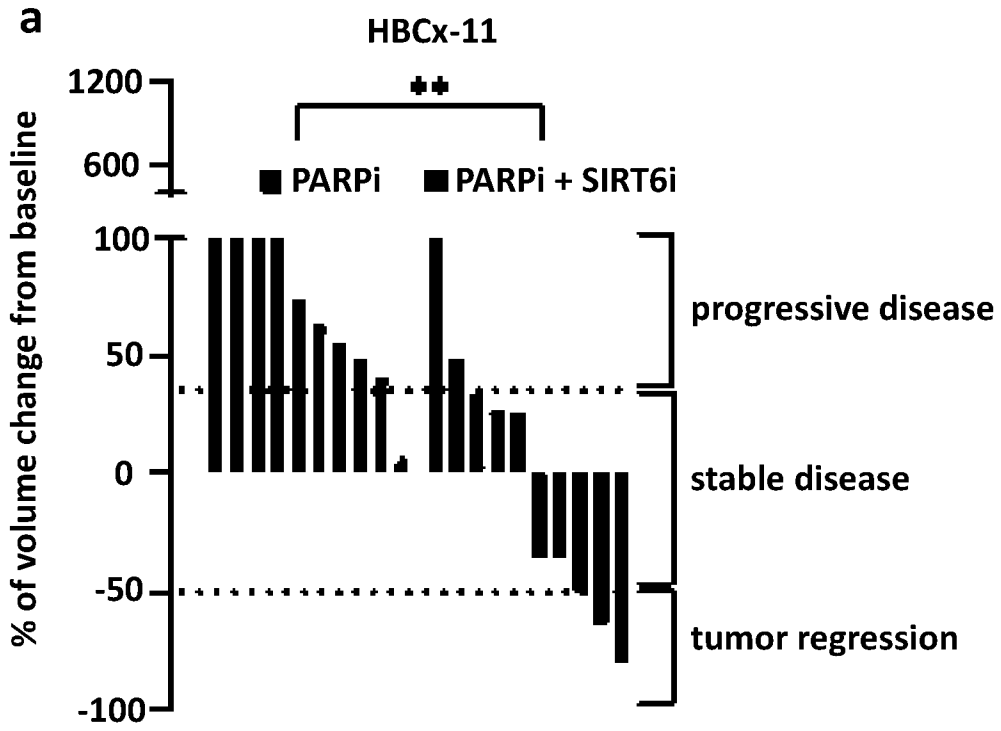 a
HBCx-11
**
% of volume change from baseline
1200
600
100
50
0
-50
-100
PARPi
PARPi + SIRT6i
progressive disease
stable disease
tumor regression